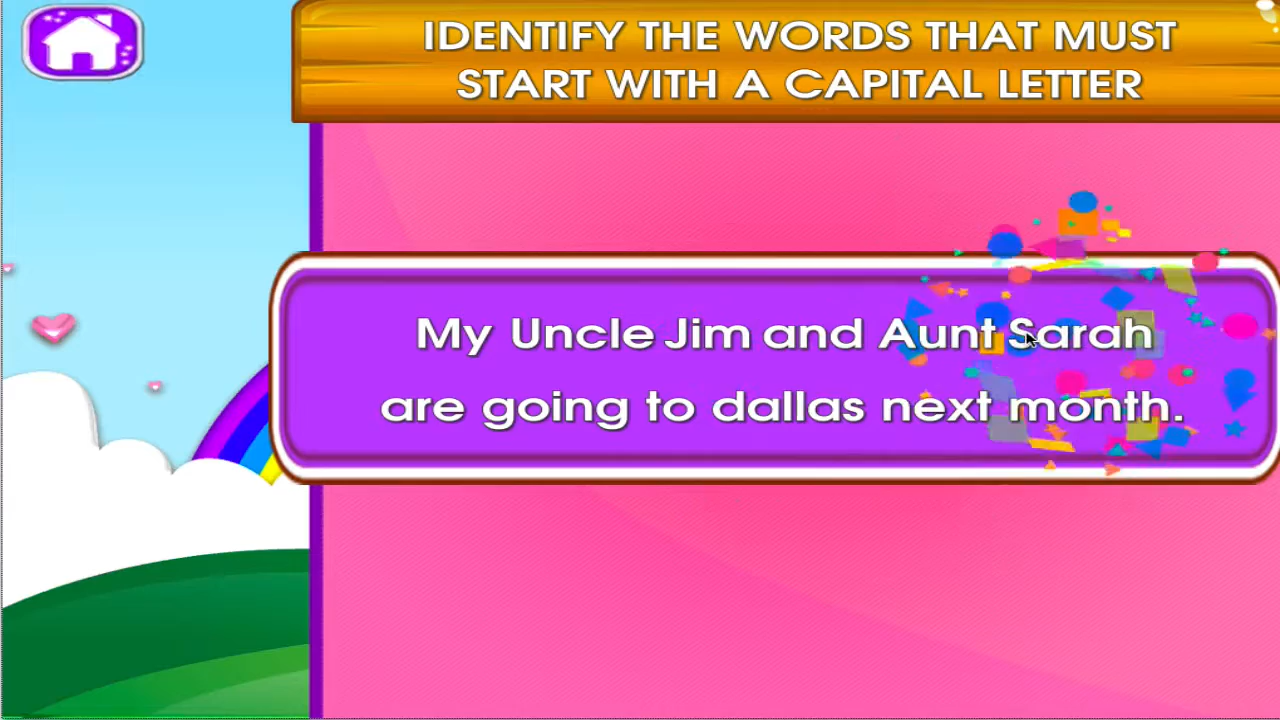 IDENTIFY THE WORDS THAT MUST
START WITH A CAPITAL LETTER
My Uncle Jim and Aunt Sarah
are going to dallas next month.